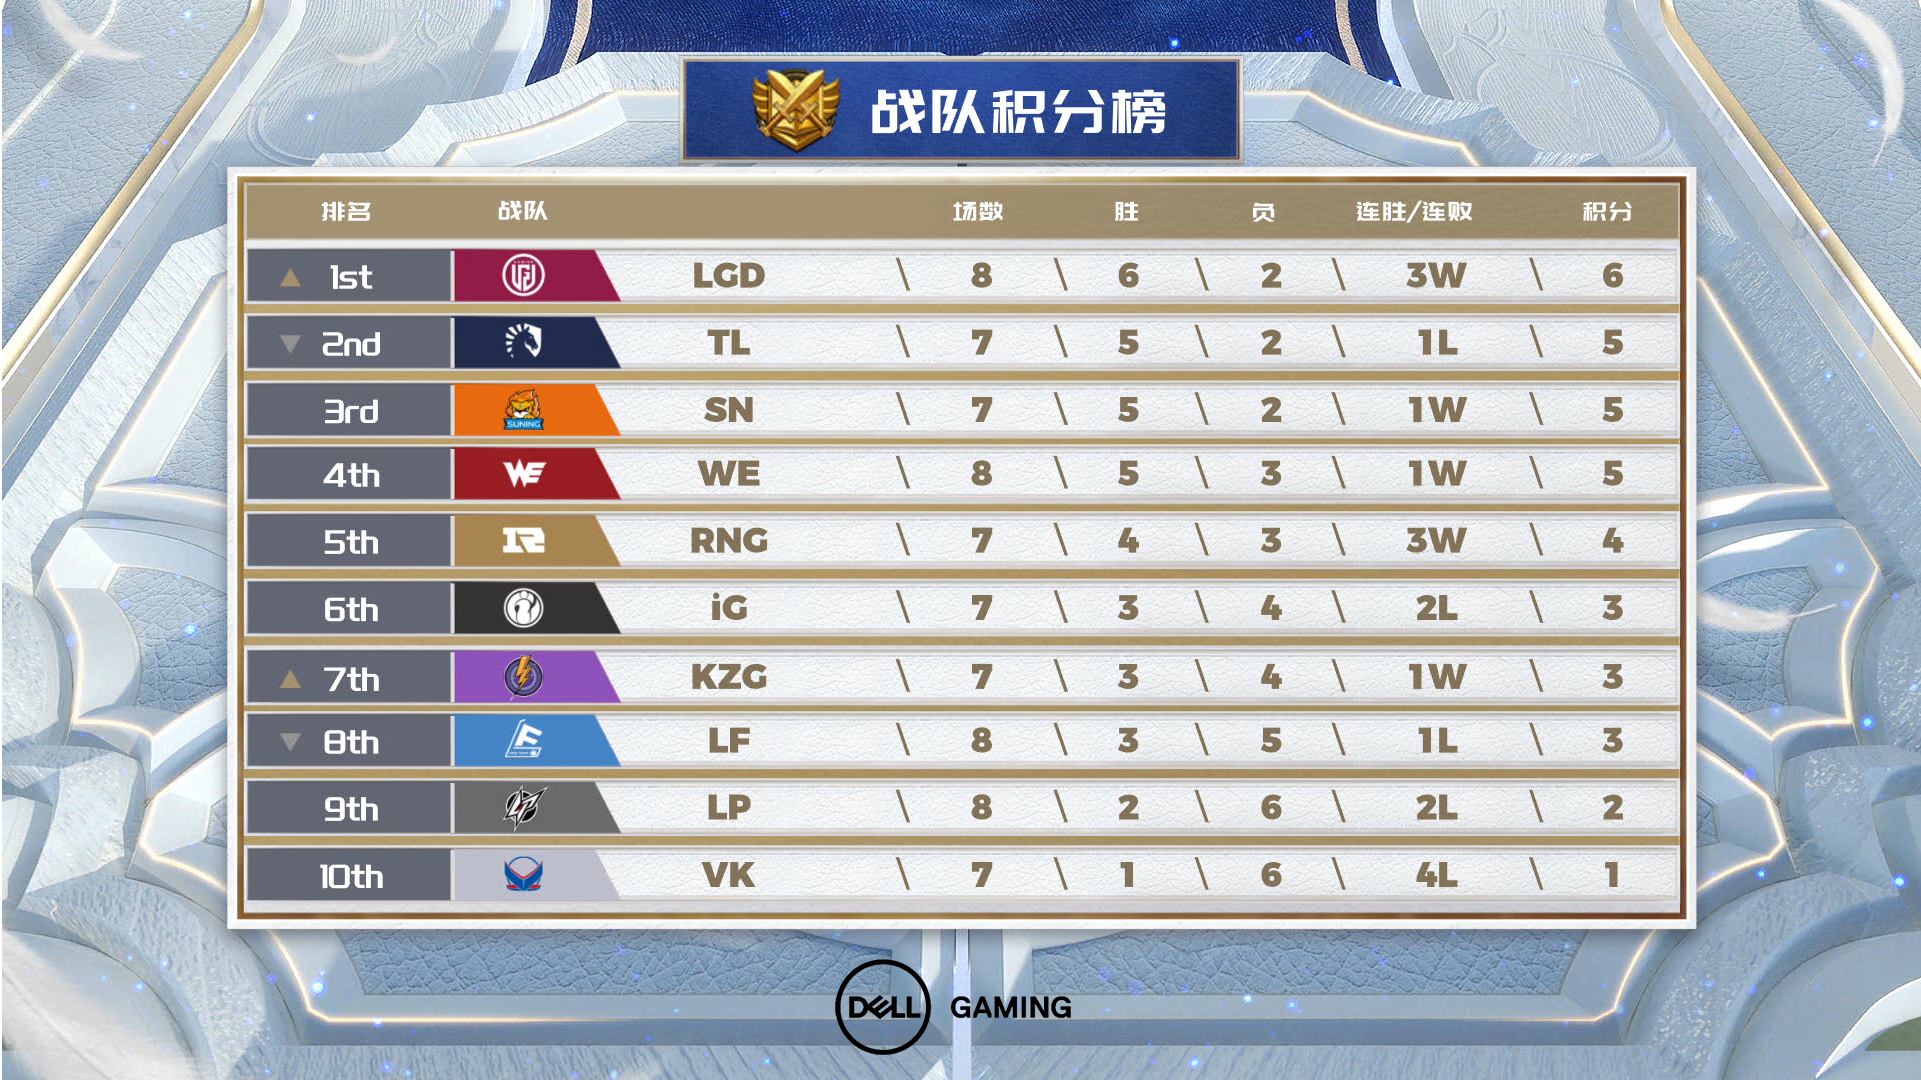 战队积分榜
排名 战队 场数 胜 负 连胜/连败 积分
1st LGD \ 8 \ 6 \ 2 \ 3W \ 6
2nd TL \ 7 \ 5 \ 2 \ 1L \ 5
3rd SUNING SN \ 7 \ 5 \ 2 \ 1W \ 5
4th WE WE \ 8 \ 5 \ 3 \ 1W \ 5
5th RNG \ 7 \ 4 \ 3 \ 3W \ 4
6th iG \ 7 \ 3 \ 4 \ 2L \ 3
7th KZG \ 7 \ 3 \ 4 \ 1W \ 3
8th LF \ 8 \ 3 \ 5 \ 1L \ 3
9th LP LP \ 8 \ 2 \ 6 \ 2L \ 2
10th VK \ 7 \ 1 \ 6 \ 4L \ 1
DELL GAMING